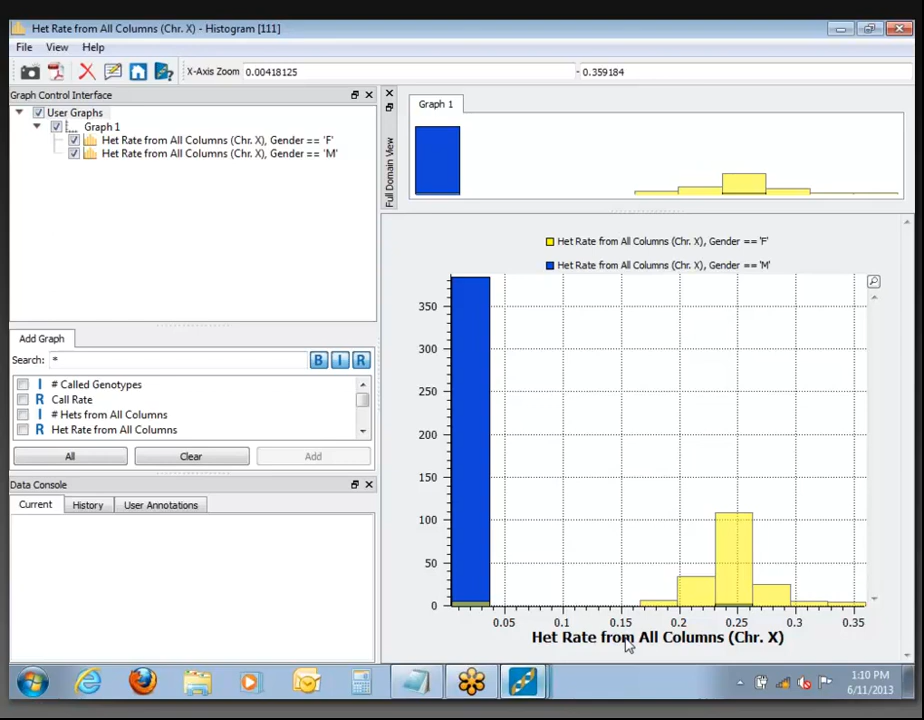 Het Rate from All Columns (Chr. X) - Histogram [111]
File View Help
X-Axis Zoom 0.00418125 - 0.359184
Graph Control Interface
User Graphs
Graph 1
Het Rate from All Columns (Chr. X), Gender == 'F'
Het Rate from All Columns (Chr. X), Gender == 'M'
Add Graph
Search: * B I R
I # Called Genotypes
R Call Rate
I # Hets from All Columns
R Het Rate from All Columns
All Clear Add
Data Console
Current History User Annotations
Graph 1
Full Domain View
Het Rate from All Columns (Chr. X), Gender == 'F'
Het Rate from All Columns (Chr. X), Gender == 'M'
350
300
250
200
150
100
50
0
0.05 0.1 0.15 0.2 0.25 0.3 0.35
Het Rate from All Columns (Chr. X)
1:10 PM
6/11/2013